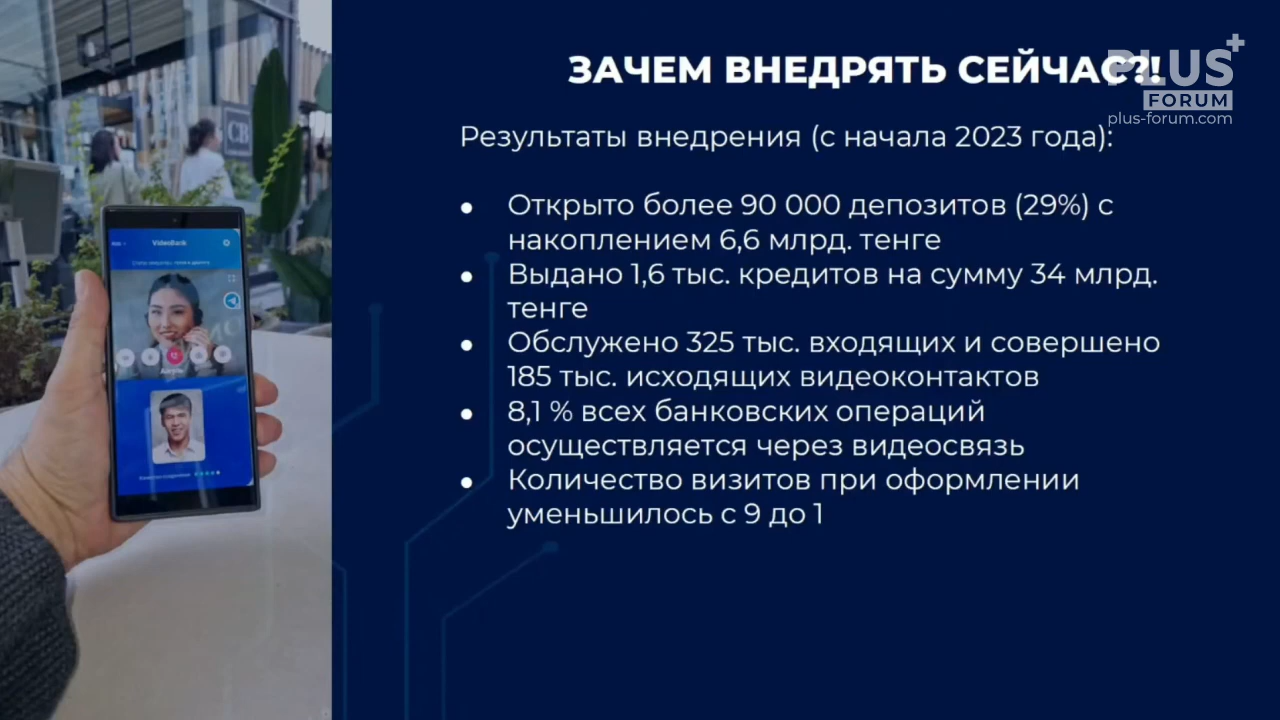 ЗАЧЕМ ВНЕДРЯТЬ СЕЙЧАС?!
PLUS+
FORUM
plus-forum.com
Результаты внедрения (с начала 2023 года):
● Открыто более 90 000 депозитов (29%) с
накоплением 6,6 млрд. тенге
● Выдано 1,6 тыс. кредитов на сумму 34 млрд.
тенге
● Обслужено 325 тыс. входящих и совершено
185 тыс. исходящих видеоконтактов
● 8,1 % всех банковских операций
осуществляется через видеосвязь
● Количество визитов при оформлении
уменьшилось с 9 до 1
CB
VideoBank